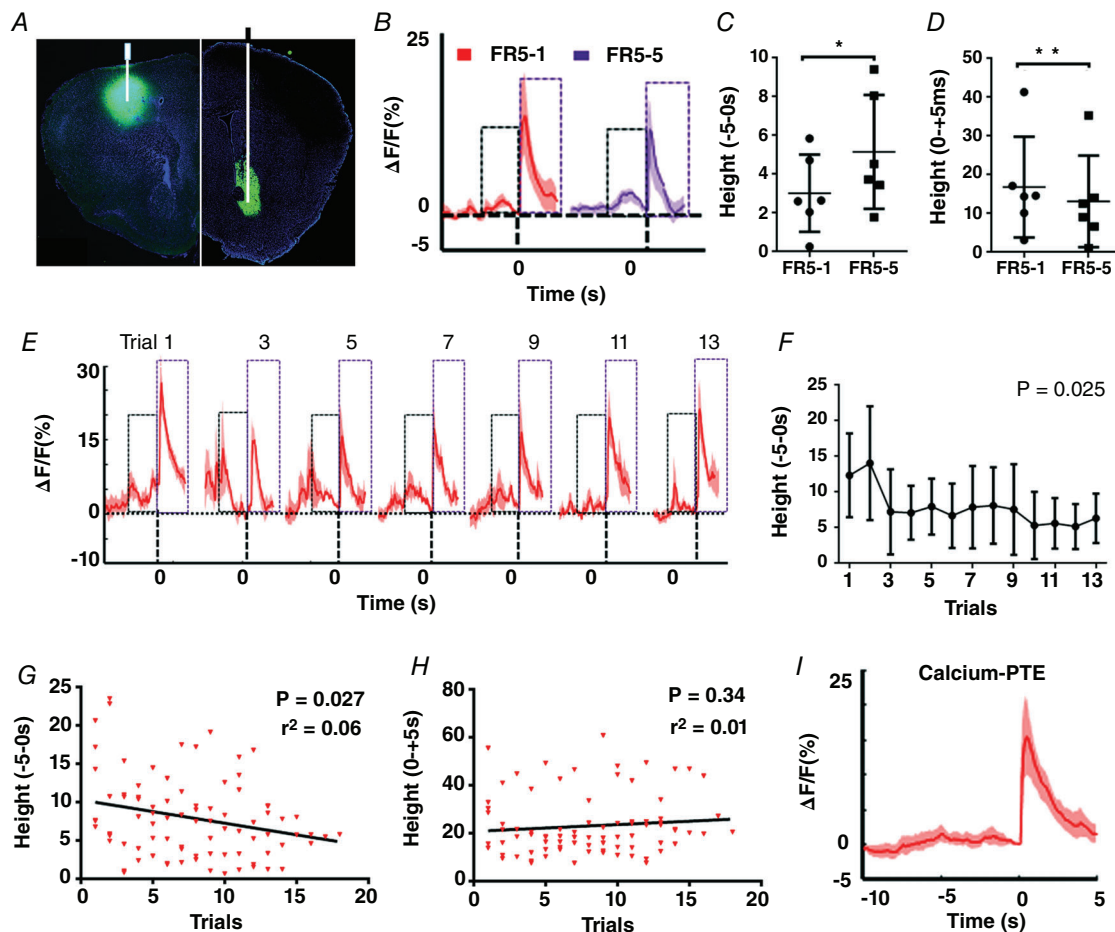 A
B
25
FR5-1
FR5-5
ΔF/F(%)
0
-5
0
0
Time (s)
C
*
10
8
6
4
2
0
Height (-5-0s)
FR5-1
FR5-5
D
* *
50
40
30
20
10
0
Height (0-+5ms)
FR5-1
FR5-5
E
Trial 1
3
5
7
9
11
13
30
15
0
-10
ΔF/F(%)
0
0
0
0
0
0
0
Time (s)
F
P = 0.025
25
20
15
10
5
0
Height (-5-0s)
1
3
5
7
9
11
13
Trials
G
P = 0.027
r² = 0.06
25
20
15
10
5
0
Height (-5-0s)
0
5
10
15
20
Trials
H
P = 0.34
r² = 0.01
80
60
40
20
0
Height (0-+5s)
0
5
10
15
20
Trials
I
Calcium-PTE
25
ΔF/F(%)
0
-5
-10
-5
0
5
Time (s)